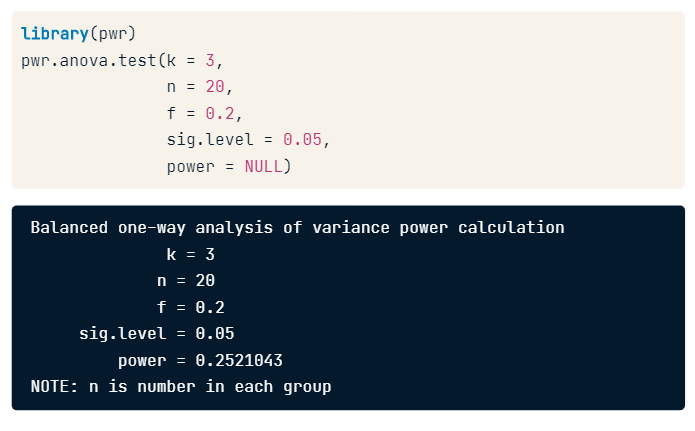 library(pwr)
pwr.anova.test(k = 3,
n = 20,
f = 0.2,
sig.level = 0.05,
power = NULL)
Balanced one-way analysis of variance power calculation
k = 3
n = 20
f = 0.2
sig.level = 0.05
power = 0.2521043
NOTE: n is number in each group